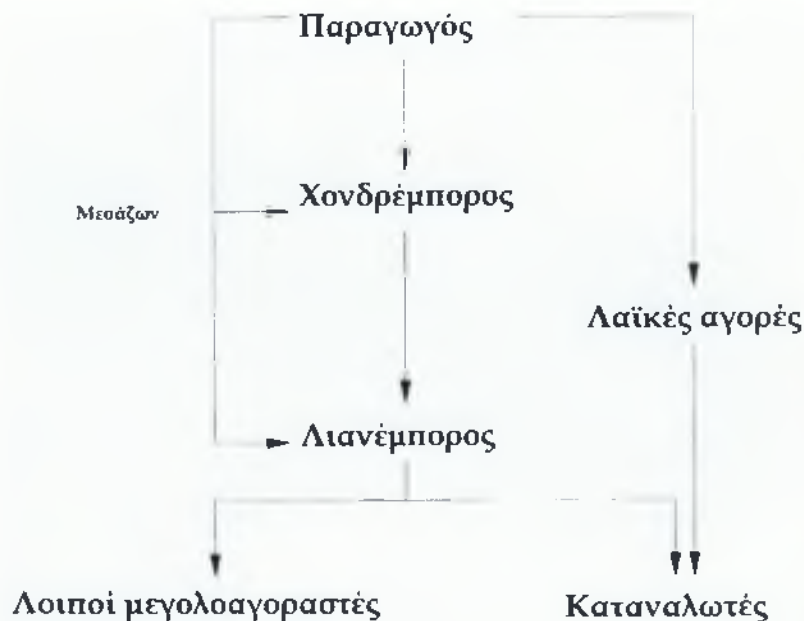 Παραγωγός
Χονδρέμπορος
Μεσάζων
Λαϊκές αγορές
Λιανέμπορος
Λοιποί μεγολοαγοραστές
Καταναλωτές